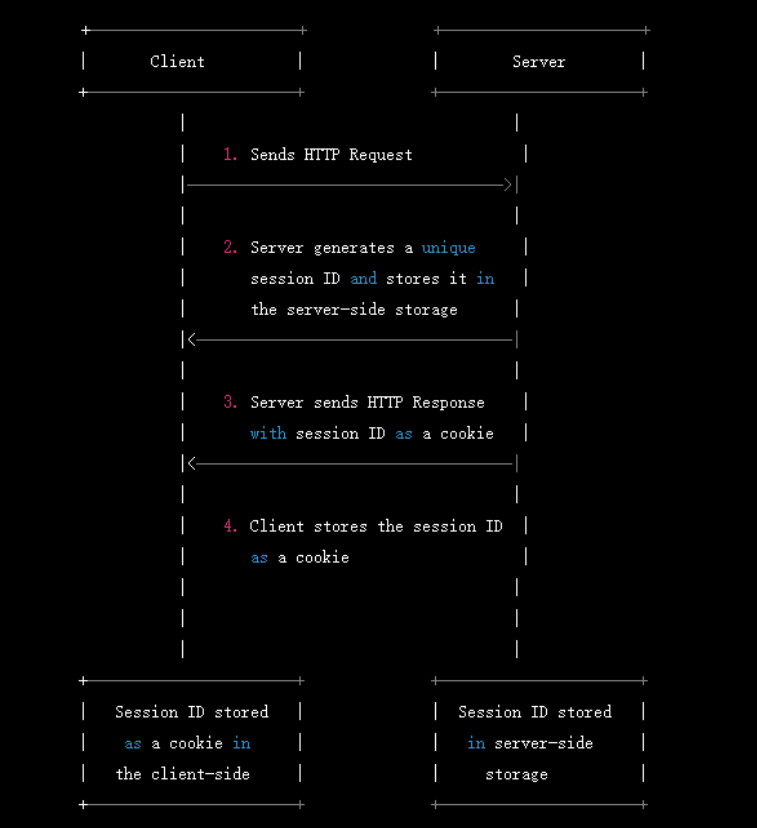 Client
Server
1. Sends HTTP Request
2. Server generates a unique
session ID and stores it in
the server-side storage
3. Server sends HTTP Response
with session ID as a cookie
4. Client stores the session ID
as a cookie
Session ID stored
as a cookie in
the client-side
Session ID stored
in server-side
storage